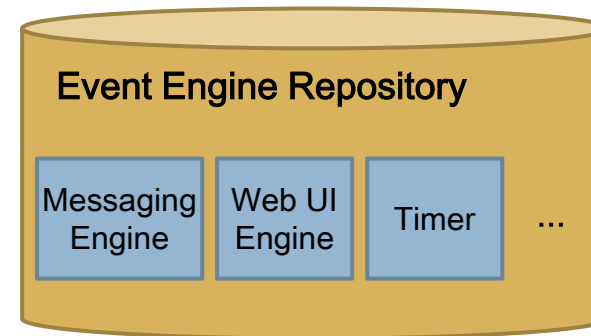 Event Engine Repository
Messaging
Engine
Web UI
Engine
Timer
...